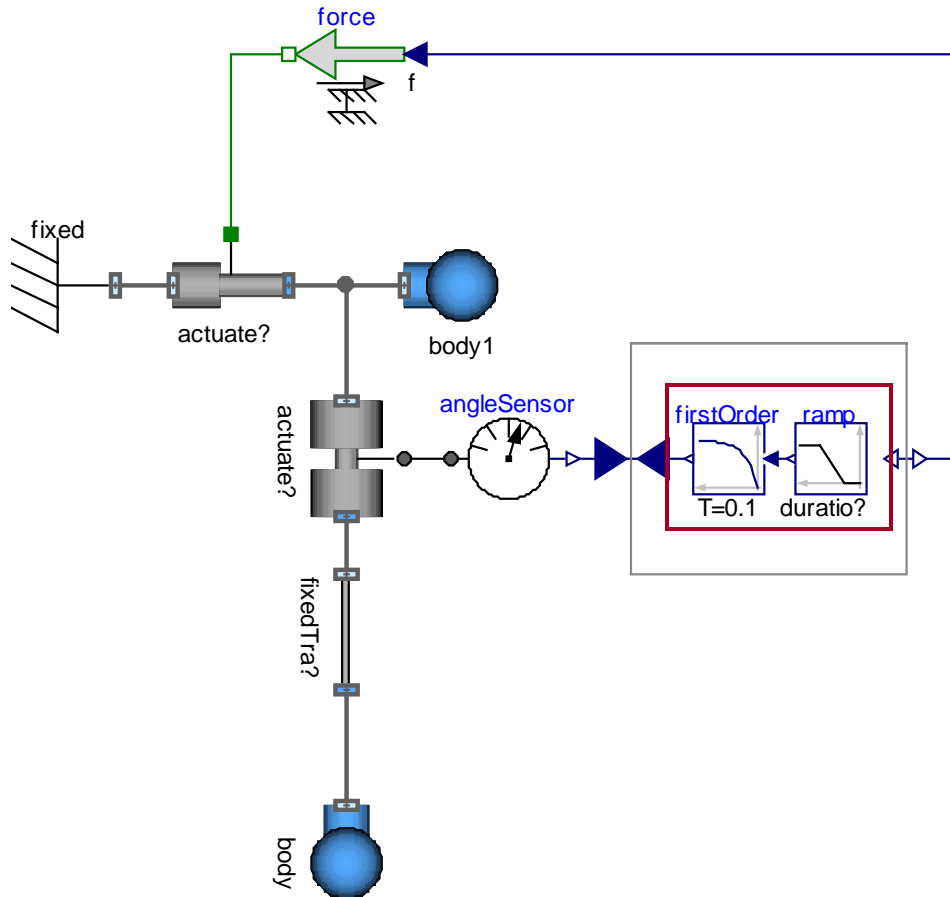 force
f
fixed
actuate?
body1
actuate?
angleSensor
firstOrder
ramp
T=0.1
duratio?
fixedTra?
body